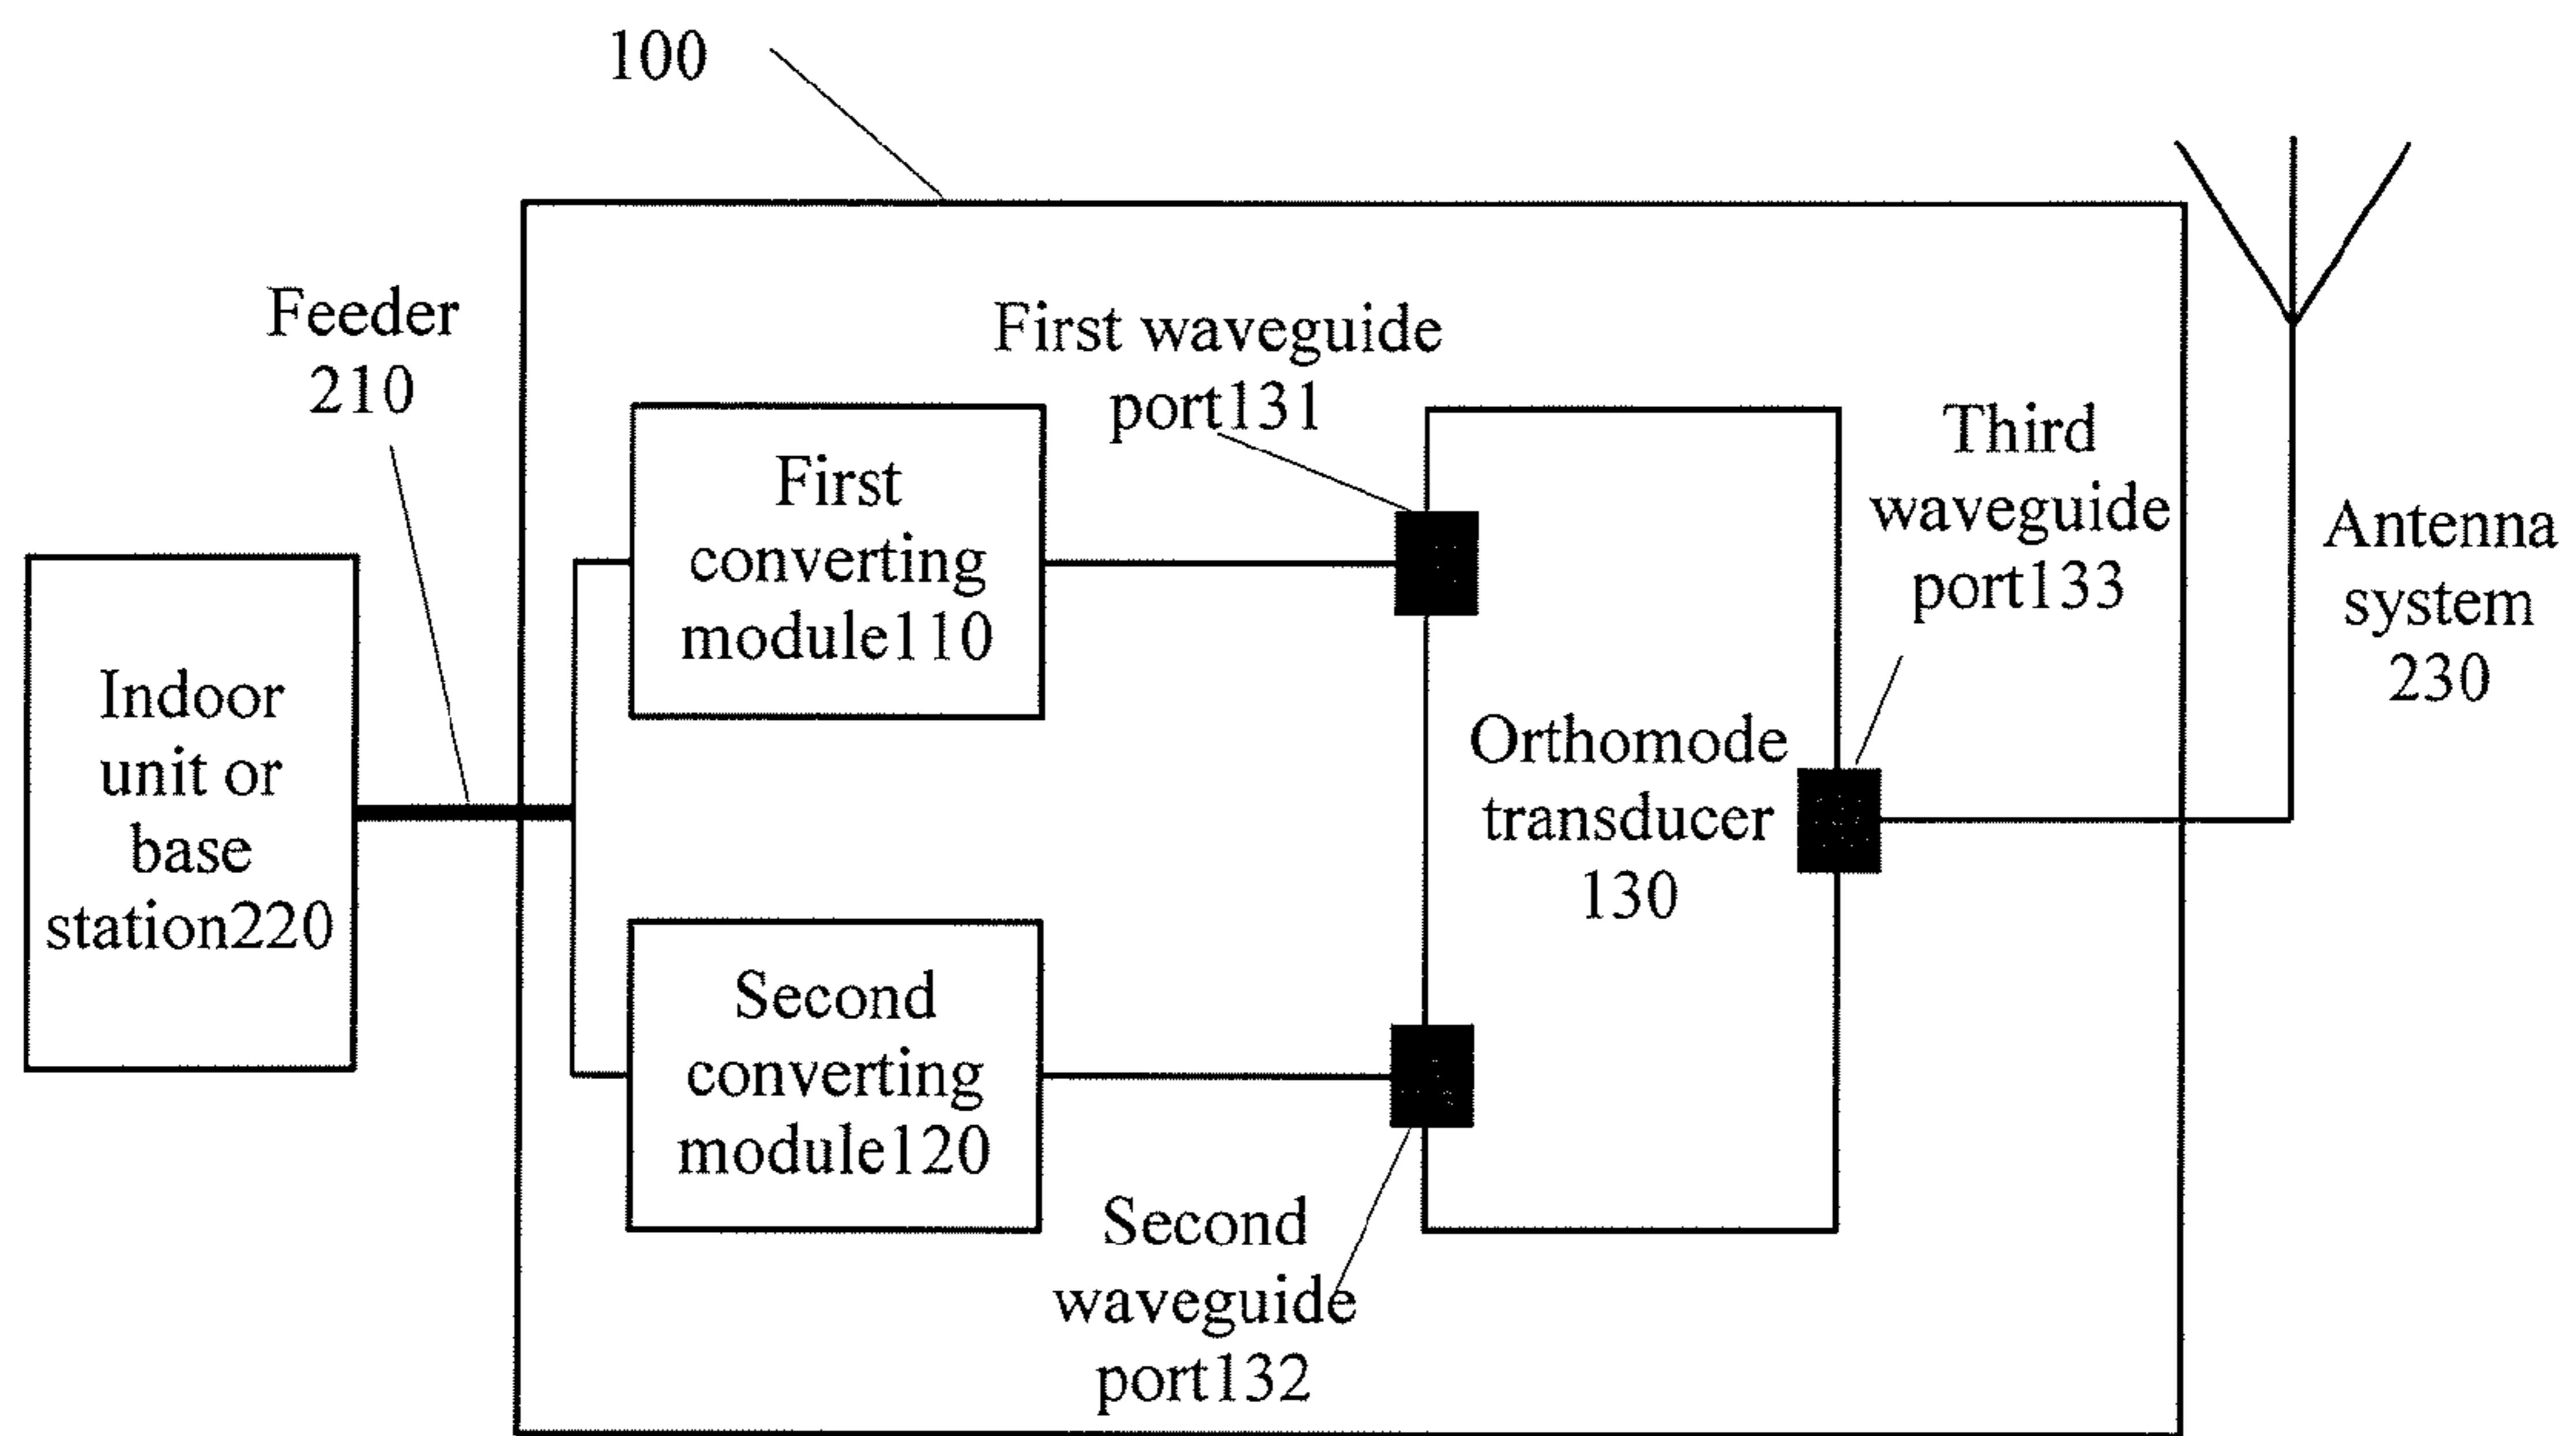 100
Feeder
210
First waveguide
port131
Third
waveguide
port133
First
converting
module110
Antenna
system
230
Indoor
unit or
base
station220
Orthomode
transducer
130
Second
converting
module120
Second
waveguide
port132